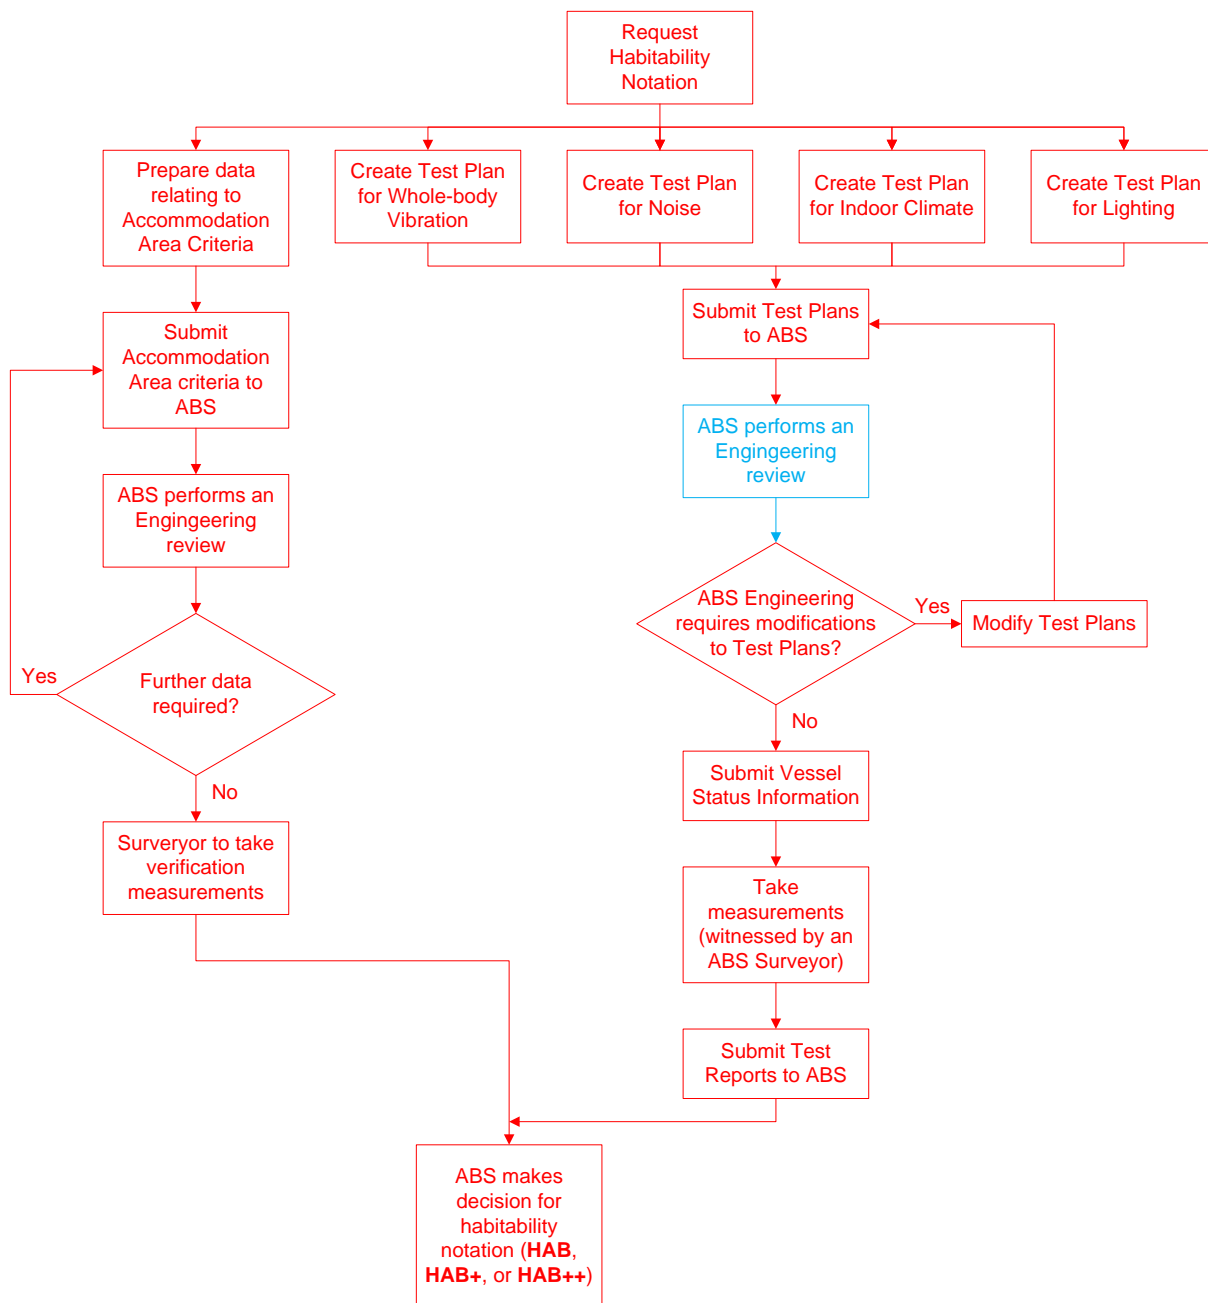 Request
Habitability
Notation
Prepare data
relating to
Accommodation
Area Criteria
Create Test Plan
for Whole-body
Vibration
Create Test Plan
for Noise
Create Test Plan
for Indoor Climate
Create Test Plan
for Lighting
Submit
Accommodation
Area criteria to
ABS
ABS performs an
Engingeering
review
Further data
required?
Yes
No
Surveryor to take
verification
measurements
Submit Test Plans
to ABS
ABS performs an
Engingeering
review
ABS Engineering
requires modifications
to Test Plans?
Yes
Modify Test Plans
No
Submit Vessel
Status Information
Take
measurements
(witnessed by an
ABS Surveyor)
Submit Test
Reports to ABS
ABS makes
decision for
habitability
notation (HAB,
HAB+, or HAB++)